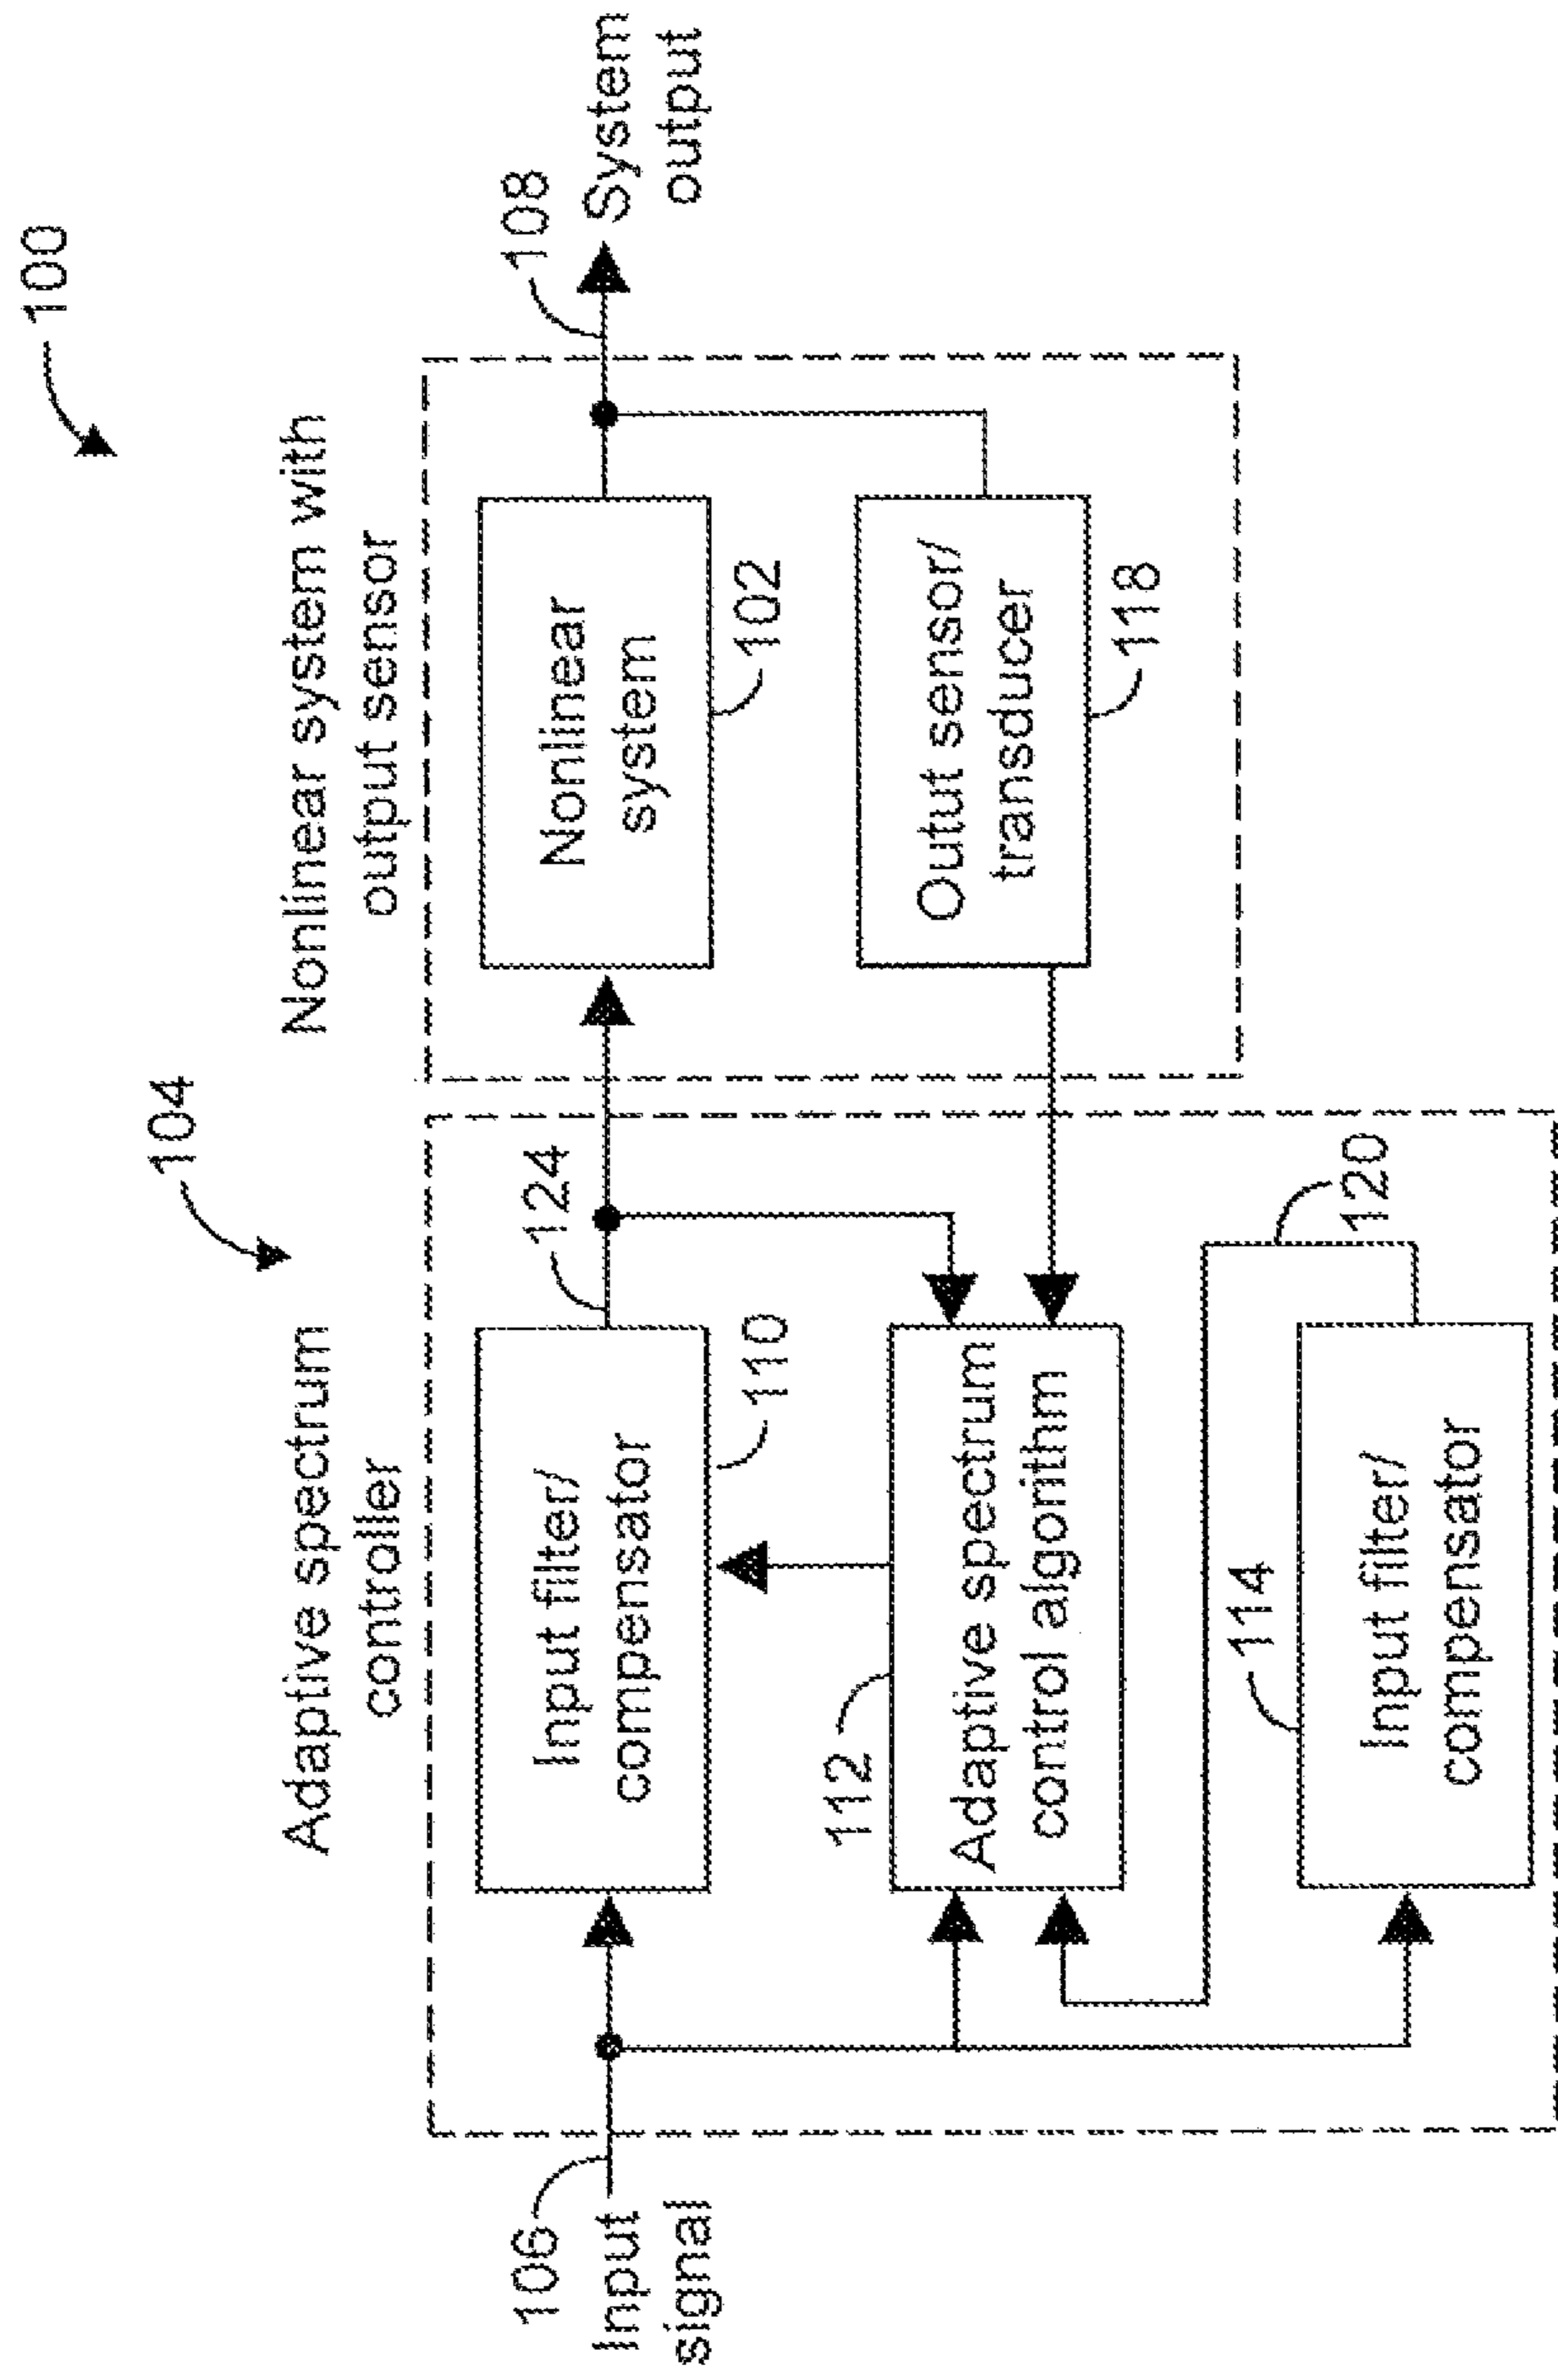 100
104
Adaptive spectrum
controller
Nonlinear system with
output sensor
106
Input
signal
Input filter/
compensator
110
124
Nonlinear
system
102
108
System
output
112
Adaptive spectrum
control algorithm
Outut sensor/
transducer
118
114
Input filter/
compensator
120